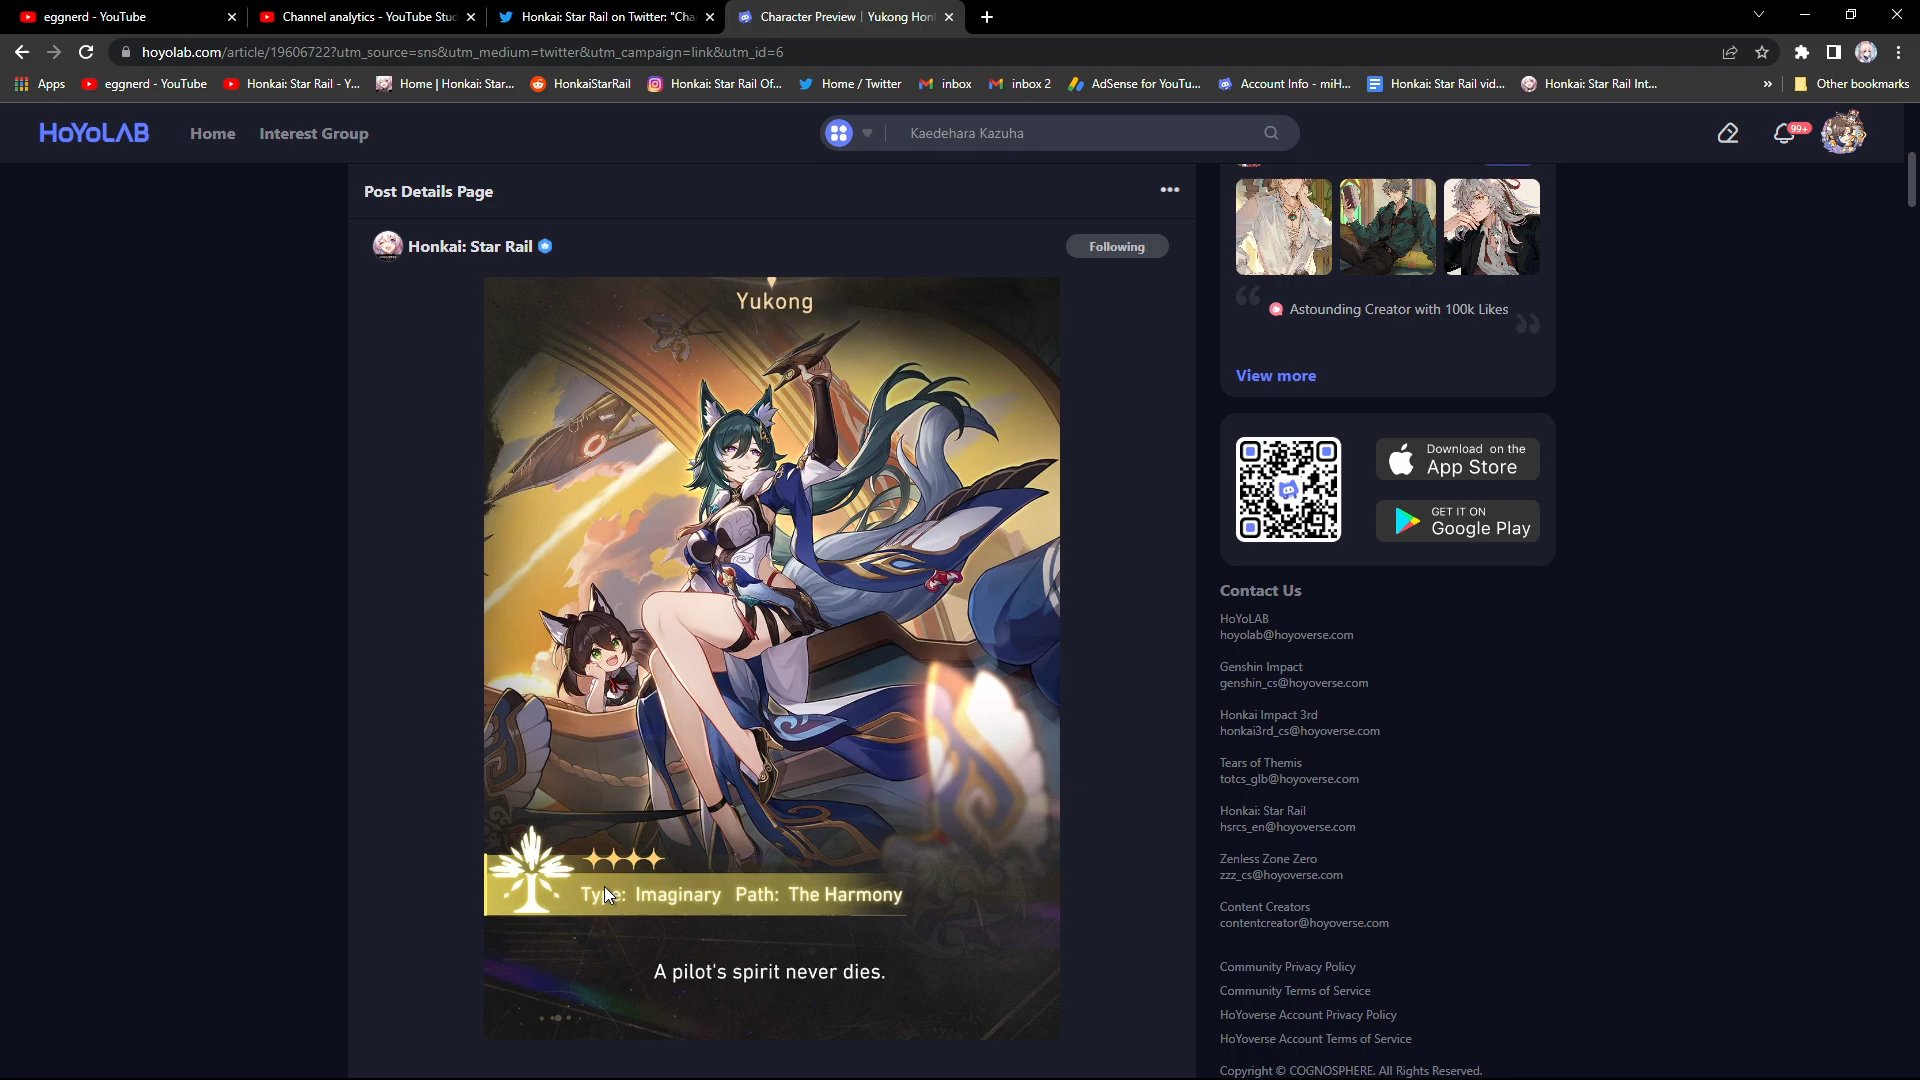 eggnerd - YouTube
Channel analytics - YouTube Stud
Honkai: Star Rail on Twitter: "Cha
Character Preview | Yukong Honk
hoyolab.com/article/19606722?utm_source=sns&utm_medium=twitter&utm_campaign=link&utm_id=6
Apps
eggnerd - YouTube
Honkai: Star Rail - Y...
Home | Honkai: Star...
HonkaiStarRail
Honkai: Star Rail Of...
Home / Twitter
inbox
inbox 2
AdSense for YouTu...
Account Info - miH...
Honkai: Star Rail vid...
Honkai: Star Rail Int...
»
Other bookmarks
HoYoLAB
Home
Interest Group
Kaedehara Kazuha
99+
Post Details Page
Honkai: Star Rail
Following
Yukong
Type: Imaginary Path: The Harmony
A pilot's spirit never dies.
Astounding Creator with 100k Likes
View more
Download on the
App Store
GET IT ON
Google Play
Contact Us
HoYoLAB
hoyolab@hoyoverse.com
Genshin Impact
genshin_cs@hoyoverse.com
Honkai Impact 3rd
honkai3rd_cs@hoyoverse.com
Tears of Themis
totcs_glb@hoyoverse.com
Honkai: Star Rail
hsrcs_en@hoyoverse.com
Zenless Zone Zero
zzz_cs@hoyoverse.com
Content Creators
contentcreator@hoyoverse.com
Community Privacy Policy
Community Terms of Service
HoYoverse Account Privacy Policy
HoYoverse Account Terms of Service
Copyright © COGNOSPHERE. All Rights Reserved.